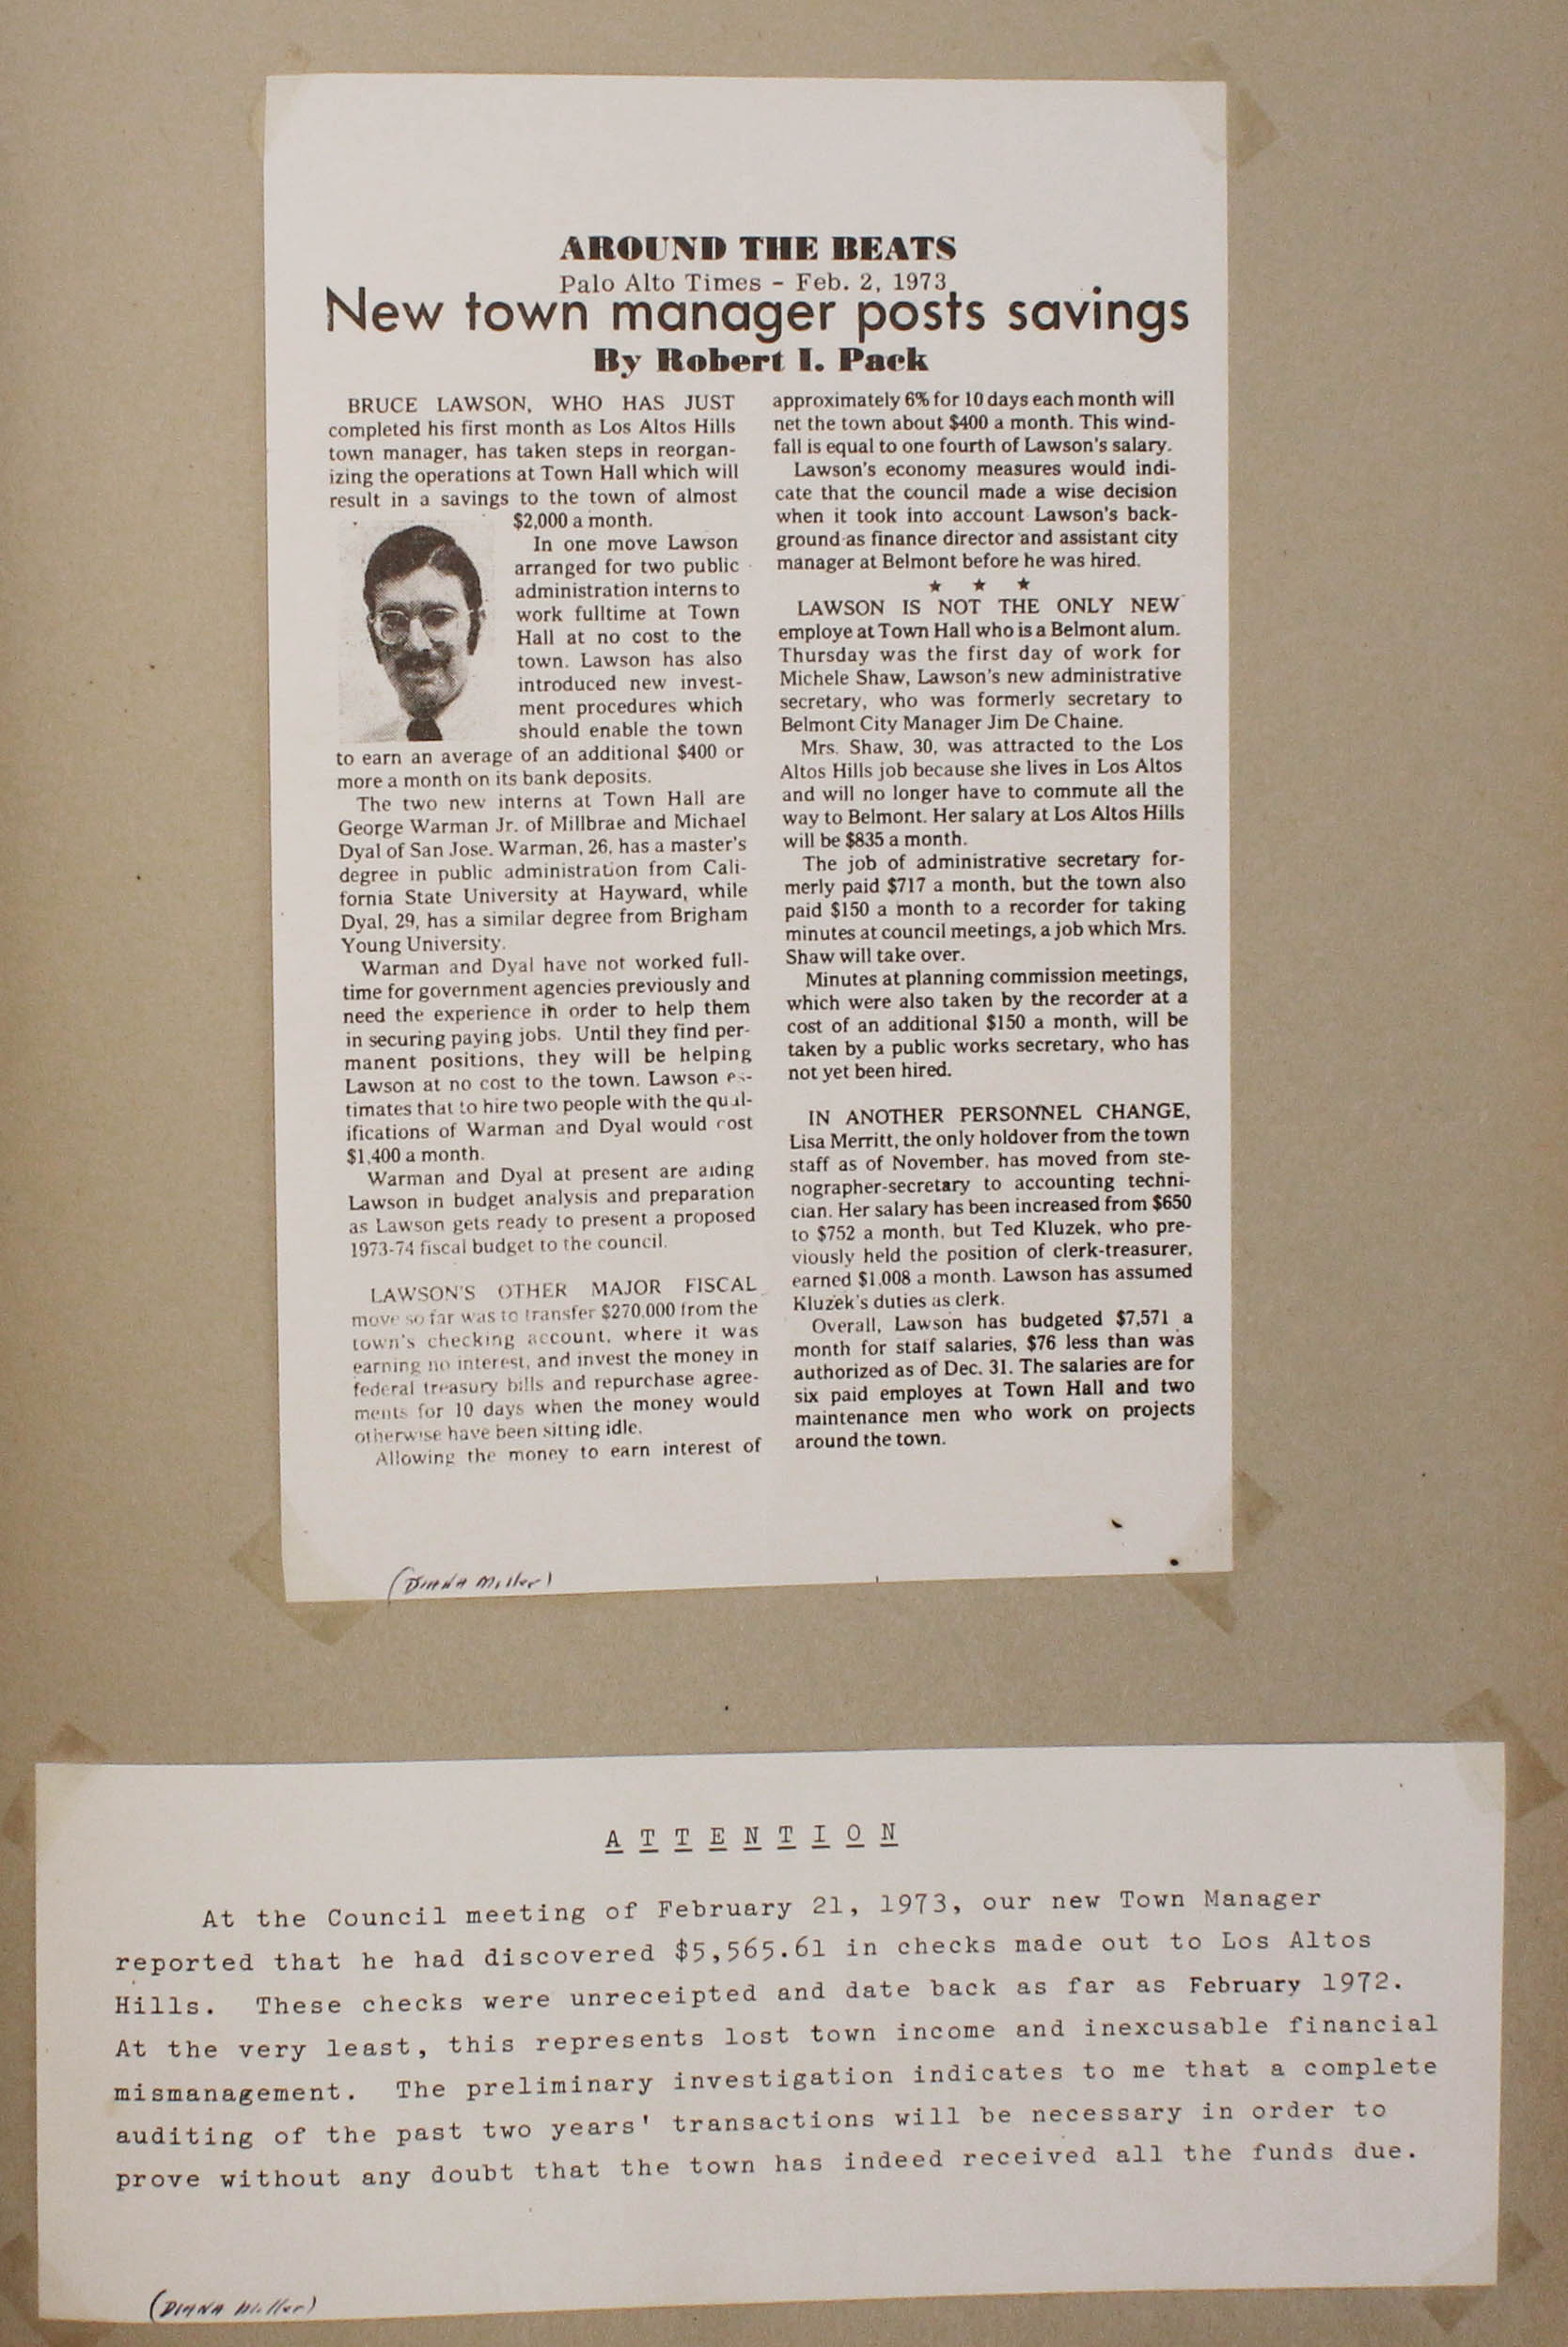 AROUND THE BEATS
Palo Alto Times - Feb. 2, 1973
New town manager posts savings
By Robert I. Pack
BRUCE LAWSON, WHO HAS JUST
completed his first month as Los Altos Hills
town manager, has taken steps in reorgan-
izing the operations at Town Hall which will
result in a savings to the town of almost
$2,000 a month.
In one move Lawson
arranged for two public
administration interns to
work fulltime at Town
Hall at no cost to the
town. Lawson has also
introduced new invest-
ment procedures which
should enable the town
to earn an average of an additional $400 or
more a month on its bank deposits.
The two new interns at Town Hall are
George Warman Jr. of Millbrae and Michael
Dyal of San Jose. Warman, 26, has a master's
degree in public administration from Cali-
fornia State University at Hayward, while
Dyal, 29, has a similar degree from Brigham
Young University.
Warman and Dyal have not worked full-
time for government agencies previously and
need the experience in order to help them
in securing paying jobs. Until they find per-
manent positions, they will be helping
Lawson at no cost to the town. Lawson es-
timates that to hire two people with the qual-
ifications of Warman and Dyal would cost
$1,400 a month.
Warman and Dyal at present are aiding
Lawson in budget analysis and preparation
as Lawson gets ready to present a proposed
1973-74 fiscal budget to the council.
LAWSON'S OTHER MAJOR FISCAL
move so far was to transfer $270,000 from the
town's checking account, where it was
earning no interest, and invest the money in
federal treasury bills and repurchase agree-
ments for 10 days when the money would
otherwise have been sitting idle.
Allowing the money to earn interest of
approximately 6% for 10 days each month will
net the town about $400 a month. This wind-
fall is equal to one fourth of Lawson's salary.
Lawson's economy measures would indi-
cate that the council made a wise decision
when it took into account Lawson's back-
ground as finance director and assistant city
manager at Belmont before he was hired.
★ ★ ★
LAWSON IS NOT THE ONLY NEW
employe at Town Hall who is a Belmont alum.
Thursday was the first day of work for
Michele Shaw, Lawson's new administrative
secretary, who was formerly secretary to
Belmont City Manager Jim De Chaine.
Mrs. Shaw, 30, was attracted to the Los
Altos Hills job because she lives in Los Altos
and will no longer have to commute all the
way to Belmont. Her salary at Los Altos Hills
will be $835 a month.
The job of administrative secretary for-
merly paid $717 a month, but the town also
paid $150 a month to a recorder for taking
minutes at council meetings, a job which Mrs.
Shaw will take over.
Minutes at planning commission meetings,
which were also taken by the recorder at a
cost of an additional $150 a month, will be
taken by a public works secretary, who has
not yet been hired.
IN ANOTHER PERSONNEL CHANGE,
Lisa Merritt, the only holdover from the town
staff as of November, has moved from ste-
nographer-secretary to accounting techni-
cian. Her salary has been increased from $650
to $752 a month, but Ted Kluzek, who pre-
viously held the position of clerk-treasurer,
earned $1,008 a month. Lawson has assumed
Kluzek's duties as clerk.
Overall, Lawson has budgeted $7,571 a
month for staff salaries, $76 less than was
authorized as of Dec. 31. The salaries are for
six paid employes at Town Hall and two
maintenance men who work on projects
around the town.
(DIANA Miller)
A T T E N T I O N
At the Council meeting of February 21, 1973, our new Town Manager
reported that he had discovered $5,565.61 in checks made out to Los Altos
Hills. These checks were unreceipted and date back as far as February 1972.
At the very least, this represents lost town income and inexcusable financial
mismanagement. The preliminary investigation indicates to me that a complete
auditing of the past two years' transactions will be necessary in order to
prove without any doubt that the town has indeed received all the funds due.
(DIANA Miller)